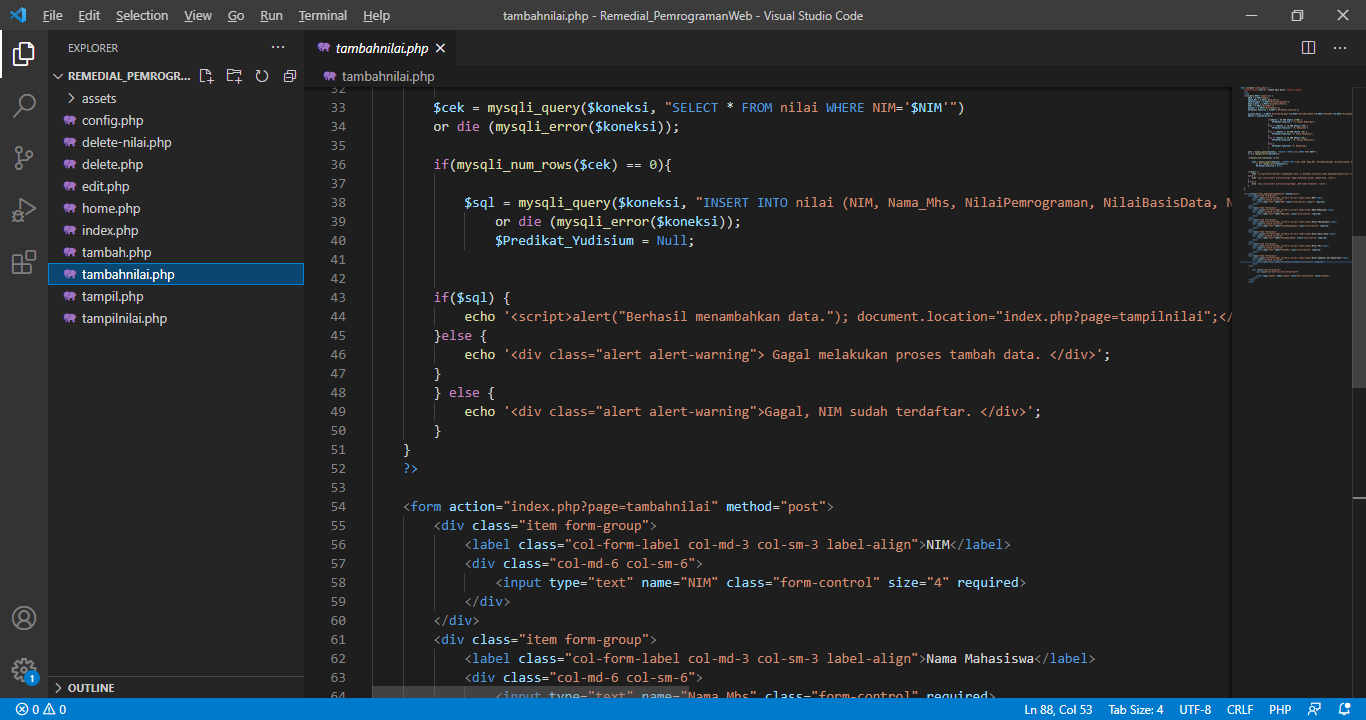 File Edit Selection View Go Run Terminal Help
tambahnilai.php - Remedial_PemrogramanWeb - Visual Studio Code
EXPLORER
REMEDIAL_PEMROGR...
assets
config.php
delete-nilai.php
delete.php
edit.php
home.php
index.php
tambah.php
tambahnilai.php
tampil.php
tampilnilai.php
OUTLINE
tambahnilai.php
tambahnilai.php
32
33 $cek = mysqli_query($koneksi, "SELECT * FROM nilai WHERE NIM='$NIM'")
34 or die (mysqli_error($koneksi));
35
36 if(mysqli_num_rows($cek) == 0){
37
38 $sql = mysqli_query($koneksi, "INSERT INTO nilai (NIM, Nama_Mhs, NilaiPemrograman, NilaiBasisData, N
39 or die (mysqli_error($koneksi));
40 $Predikat_Yudisium = Null;
41
42
43 if($sql) {
44 echo '<script>alert("Berhasil menambahkan data."); document.location="index.php?page=tampilnilai";</
45 }else {
46 echo '<div class="alert alert-warning"> Gagal melakukan proses tambah data. </div>';
47 }
48 } else {
49 echo '<div class="alert alert-warning">Gagal, NIM sudah terdaftar. </div>';
50 }
51 }
52 ?>
53
54 <form action="index.php?page=tambahnilai" method="post">
55 <div class="item form-group">
56 <label class="col-form-label col-md-3 col-sm-3 label-align">NIM</label>
57 <div class="col-md-6 col-sm-6">
58 <input type="text" name="NIM" class="form-control" size="4" required>
59 </div>
60 </div>
61 <div class="item form-group">
62 <label class="col-form-label col-md-3 col-sm-3 label-align">Nama Mahasiswa</label>
63 <div class="col-md-6 col-sm-6">
64 <input type="text" name="Nama_Mhs" class="form-control" required>
1
0 0
Ln 88, Col 53 Tab Size: 4 UTF-8 CRLF PHP